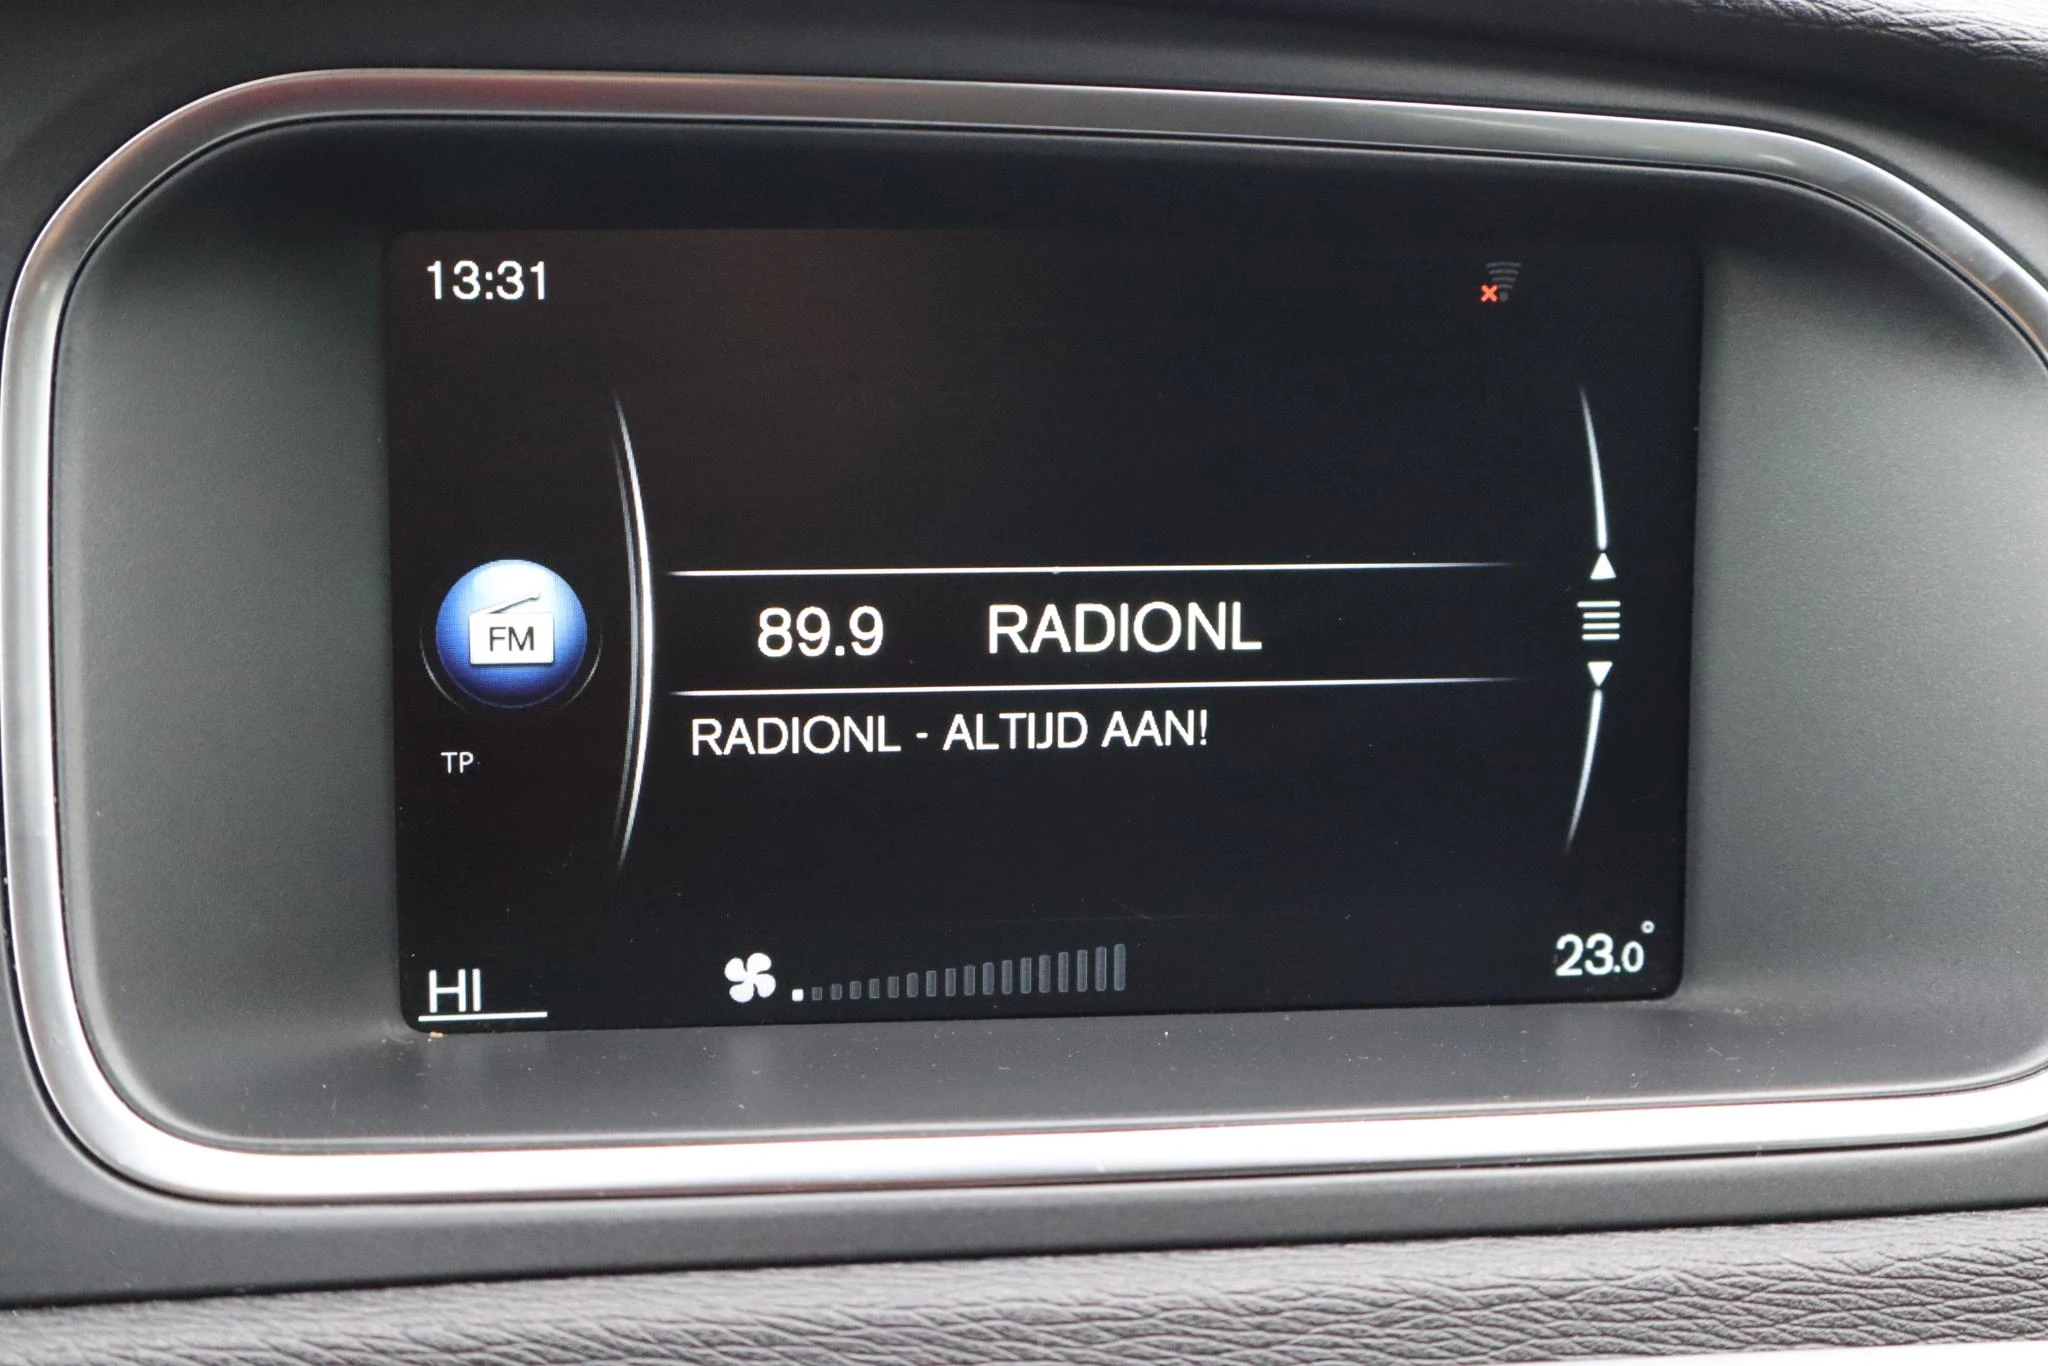 13:31
FM
89.9 RADIONL
RADIONL - ALTIJD AAN!
TP
HI
23.0°